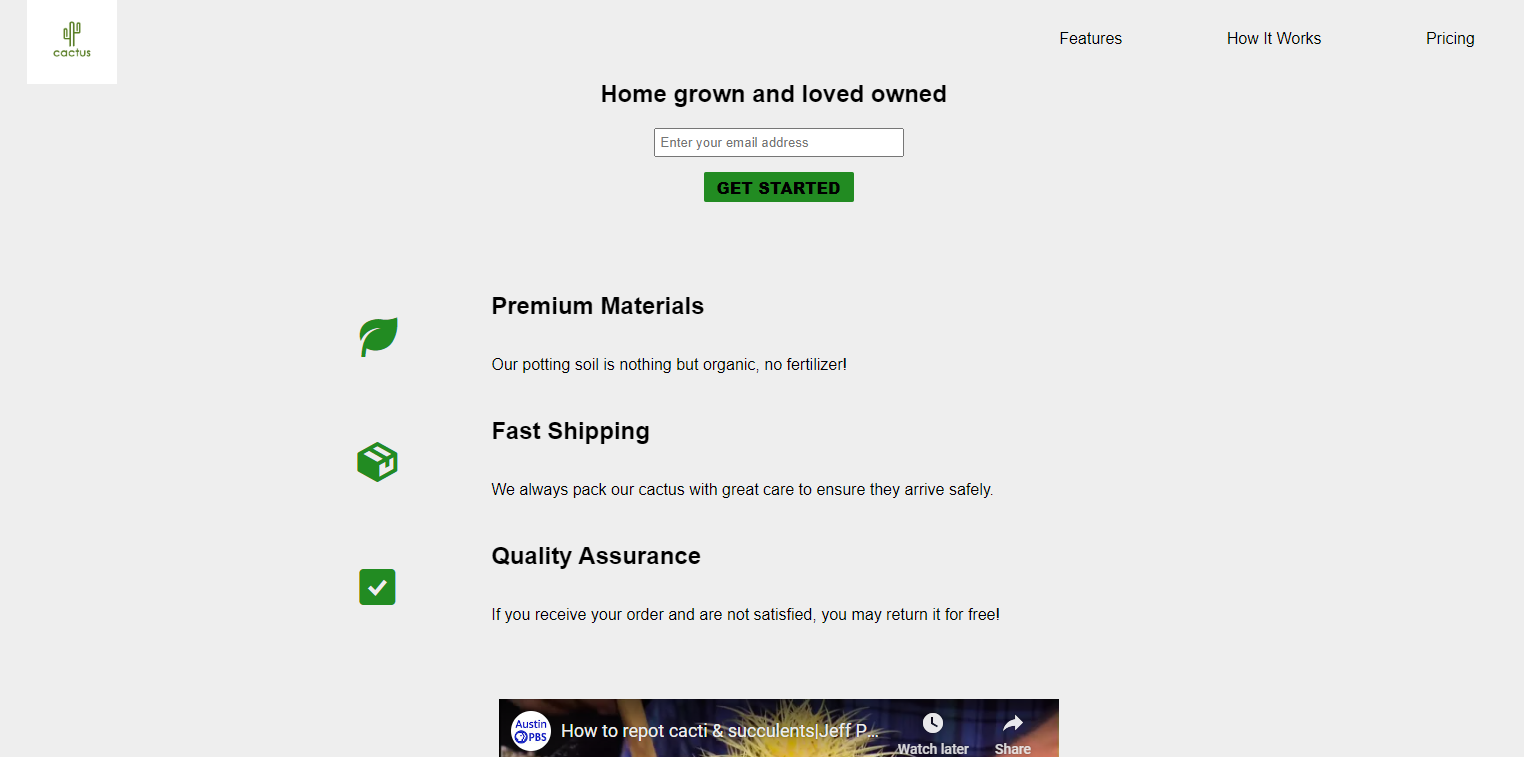 cactus
Features
How It Works
Pricing
Home grown and loved owned
Enter your email address
GET STARTED
Premium Materials
Our potting soil is nothing but organic, no fertilizer!
Fast Shipping
We always pack our cactus with great care to ensure they arrive safely.
Quality Assurance
If you receive your order and are not satisfied, you may return it for free!
Austin
PBS
How to repot cacti & succulents|Jeff P...
Watch later
Share